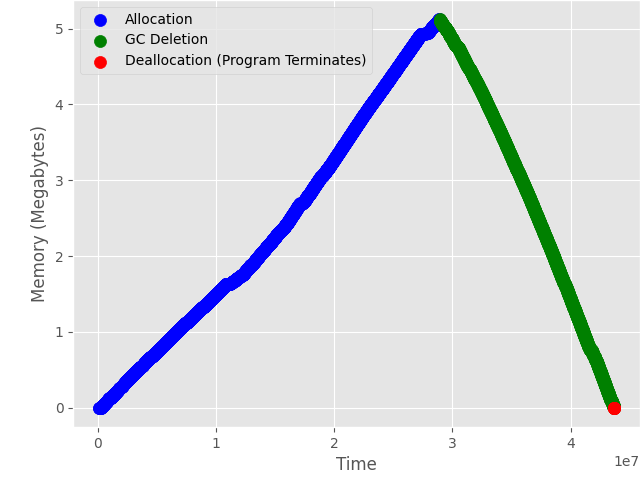 Allocation
GC Deletion
Deallocation (Program Terminates)
Memory (Megabytes)
5
4
3
2
1
0
0 1 2 3 4
1e7
Time